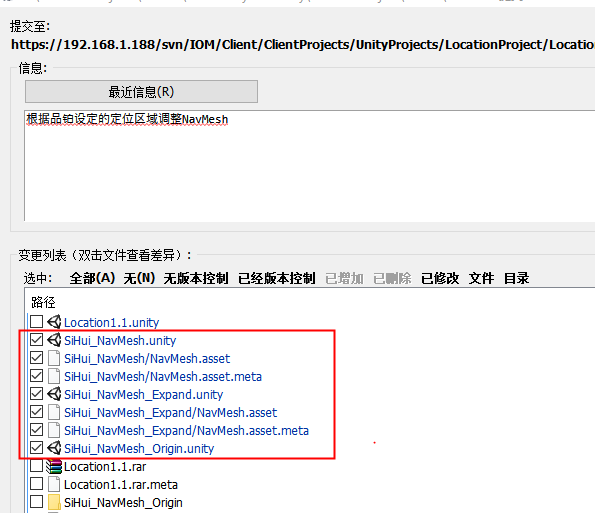 提交至:
https://192.168.1.188/svn/IOM/Client/ClientProjects/UnityProjects/LocationProject/Location
信息:
最近信息(R)
根据品铂设定的定位区域调整NavMesh
变更列表（双击文件查看差异）:
选中: 全部(A) 无(N) 无版本控制 已经版本控制 已增加 已删除 已修改 文件 目录
路径
Location1.1.unity
SiHui_NavMesh.unity
SiHui_NavMesh/NavMesh.asset
SiHui_NavMesh/NavMesh.asset.meta
SiHui_NavMesh_Expand.unity
SiHui_NavMesh_Expand/NavMesh.asset
SiHui_NavMesh_Expand/NavMesh.asset.meta
SiHui_NavMesh_Origin.unity
Location1.1.rar
Location1.1.rar.meta
SiHui_NavMesh_Origin